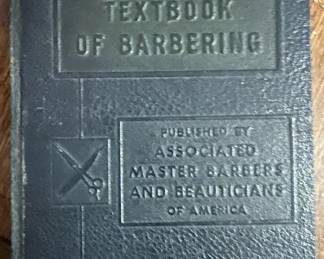 TEXTBOOK
OF BARBERING
PUBLISHED BY
ASSOCIATED
MASTER BARBERS
AND BEAUTICIANS
OF AMERICA